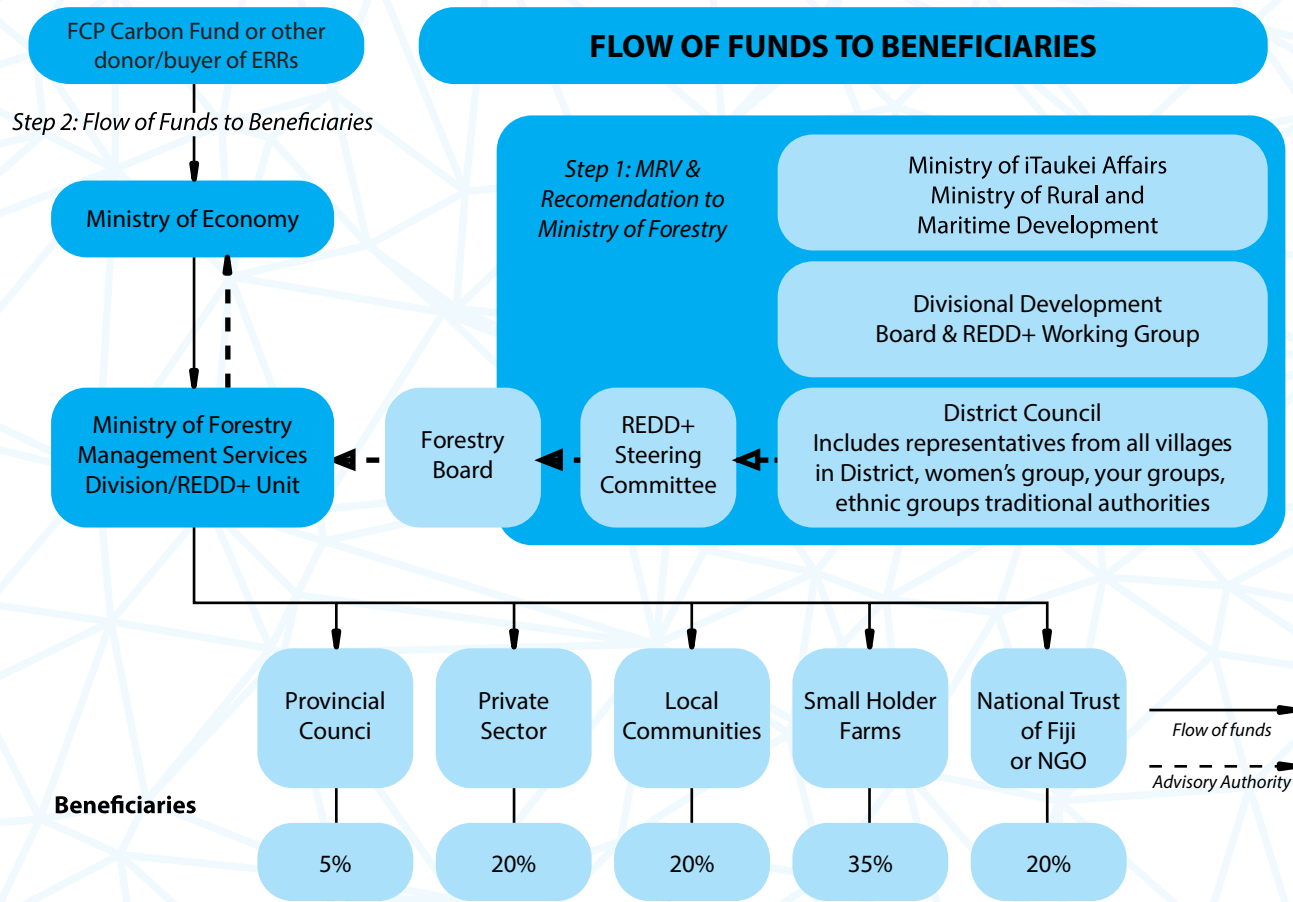 FCP Carbon Fund or other
donor/buyer of ERRs
FLOW OF FUNDS TO BENEFICIARIES
Step 2: Flow of Funds to Beneficiaries
Ministry of Economy
Step 1: MRV &
Recomendation to
Ministry of Forestry
Ministry of iTaukei Affairs
Ministry of Rural and
Maritime Development
Divisional Development
Board & REDD+ Working Group
Ministry of Forestry
Management Services
Division/REDD+ Unit
Forestry
Board
REDD+
Steering
Committee
District Council
Includes representatives from all villages
in District, women's group, your groups,
ethnic groups traditional authorities
Provincial
Counci
Private
Sector
Local
Communities
Small Holder
Farms
National Trust
of Fiji
or NGO
Flow of funds
Advisory Authority
Beneficiaries
5%
20%
20%
35%
20%